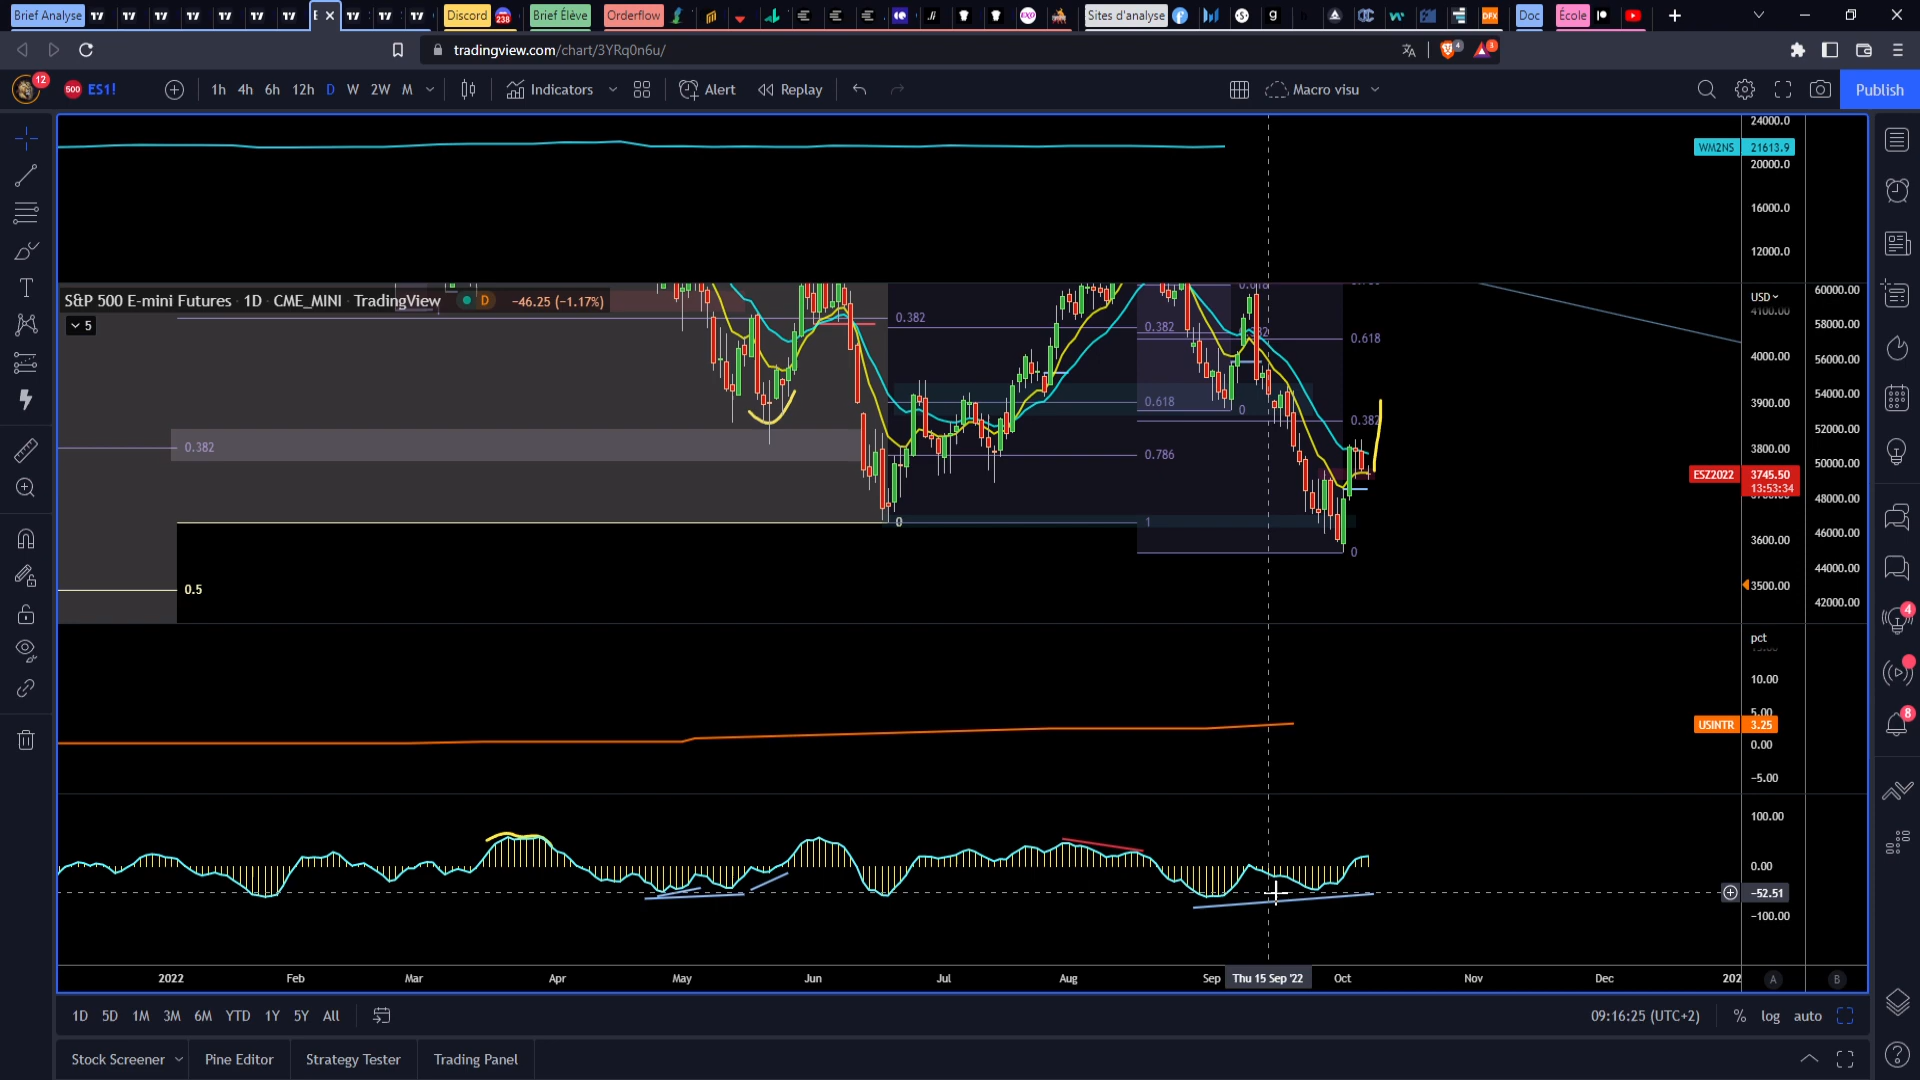 Brief Analyse
Discord
238
Brief Élève
Orderflow
Sites d'analyse
Doc
École
tradingview.com/chart/3YRq0n6u/
4
12
500
ES1!
1h 4h 6h 12h D W 2W M
Indicators
Alert
Replay
Macro visu
Publish
24000.0
WM2NS 21613.9
20000.0
16000.0
12000.0
S&P 500 E-mini Futures · 1D · CME_MINI · TradingView D −46.25 (−1.17%)
5
USD
60000.00
58000.00
4000.00
56000.00
54000.00
3900.00
52000.00
3800.00
50000.00
ESZ2022 3745.50
13:53:34
48000.00
46000.00
3600.00
44000.00
3500.00
42000.00
0.382
0.382
0.618
0.618
0.382
0.382
0.786
0
0
1
0
0.5
pct
10.00
5.00
USINTR 3.25
0.00
−5.00
100.00
0.00
−52.51
−100.00
2022 Feb Mar Apr May Jun Jul Aug Sep Thu 15 Sep '22 Oct Nov Dec 202
A B
1D 5D 1M 3M 6M YTD 1Y 5Y All
09:16:25 (UTC+2)
% log auto
Stock Screener
Pine Editor
Strategy Tester
Trading Panel
4
8